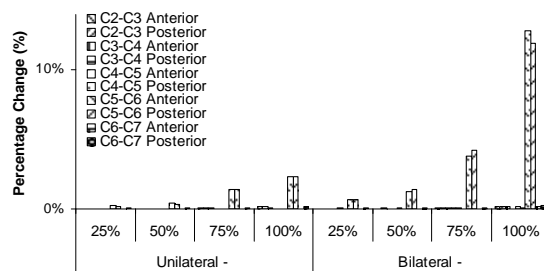 Percentage Change (%)
10%
0%
C2-C3 Anterior
C2-C3 Posterior
C3-C4 Anterior
C3-C4 Posterior
C4-C5 Anterior
C4-C5 Posterior
C5-C6 Anterior
C5-C6 Posterior
C6-C7 Anterior
C6-C7 Posterior
25% 50% 75% 100% 25% 50% 75% 100%
Unilateral - Bilateral -